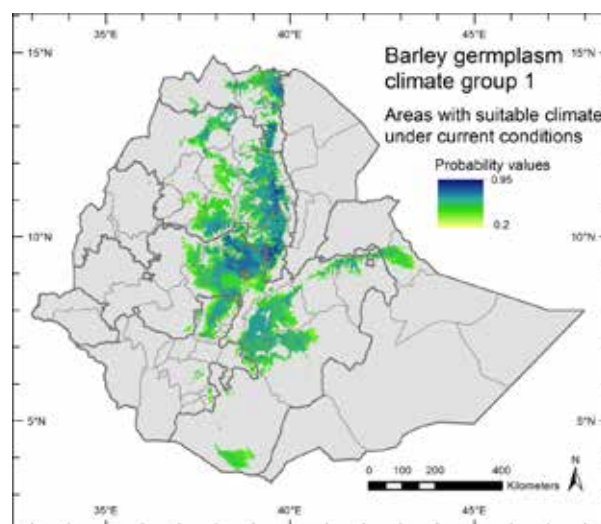 35°E
40°E
45°E
15°N
15°N
Barley germplasm
climate group 1
Areas with suitable climate
under current conditions
Probability values
0.95
0.2
10°N
10°N
5°N
5°N
N
0 100 200 400
Kilometers
35°E
40°E
45°E